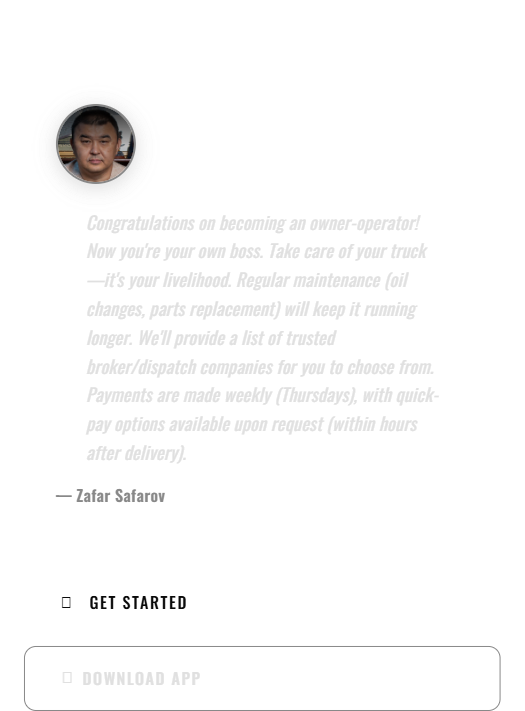 Congratulations on becoming an owner-operator!
Now you're your own boss. Take care of your truck
—it's your livelihood. Regular maintenance (oil
changes, parts replacement) will keep it running
longer. We'll provide a list of trusted
broker/dispatch companies for you to choose from.
Payments are made weekly (Thursdays), with quick-
pay options available upon request (within hours
after delivery).
— Zafar Safarov
GET STARTED
DOWNLOAD APP